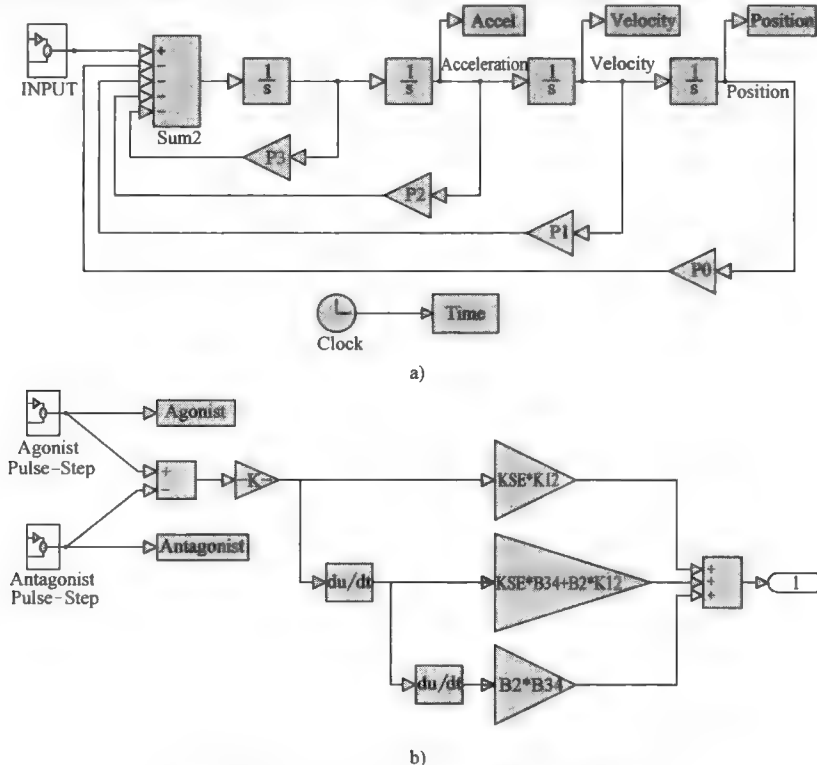 Accel
Velocity
Position
INPUT
+
−
−
−
−
Sum2
1/s
1/s
Acceleration
1/s
Velocity
1/s
Position
P3
P2
P1
P0
Clock
Time
a)
Agonist
Pulse-Step
Agonist
+
−
K
KSE*K12
Antagonist
Pulse-Step
Antagonist
du/dt
KSE*B34+B2*K12
+
+
+
1
du/dt
B2*B34
b)